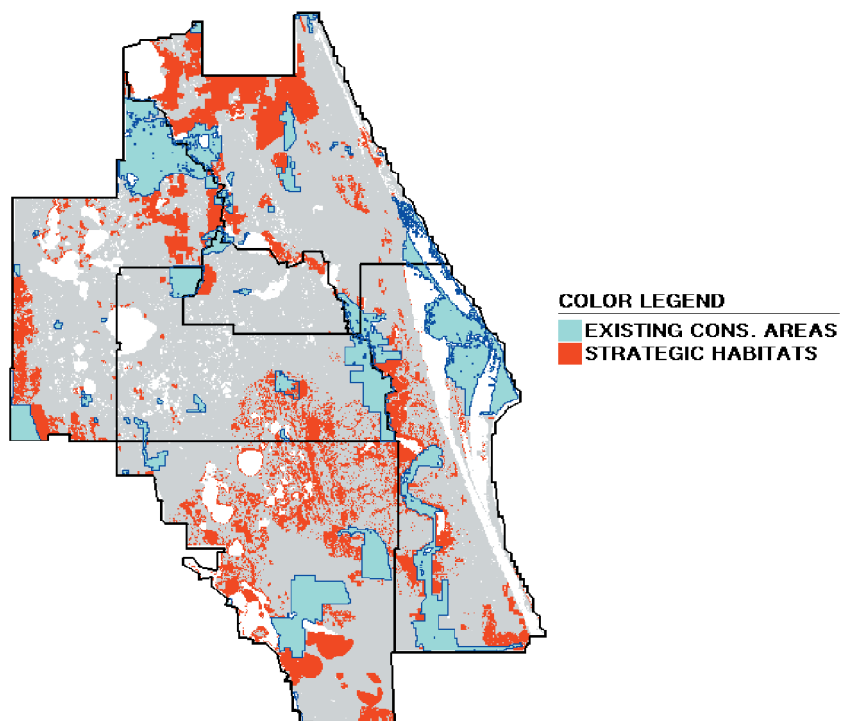 COLOR LEGEND
EXISTING CONS. AREAS
STRATEGIC HABITATS